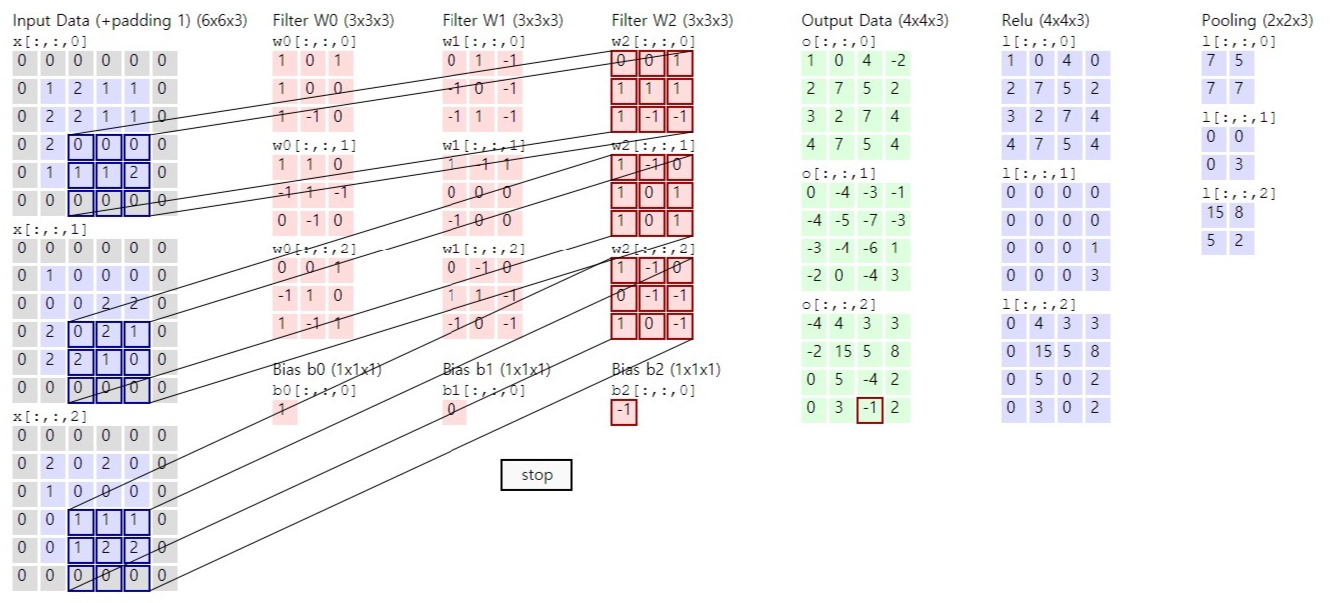 Input Data (+padding 1) (6x6x3)
x[:,:,0]
0 0 0 0 0 0
0 1 2 1 1 0
0 2 2 1 1 0
0 2 0 0 0 0
0 1 1 1 2 0
0 0 0 0 0 0
x[:,:,1]
0 0 0 0 0 0
0 1 0 0 0 0
0 0 0 2 2 0
0 2 0 2 1 0
0 2 2 1 0 0
0 0 0 0 0 0
x[:,:,2]
0 0 0 0 0 0
0 2 0 2 0 0
0 1 0 0 0 0
0 0 1 1 1 0
0 0 1 2 2 0
0 0 0 0 0 0
Filter W0 (3x3x3)
w0[:,:,0]
1 0 1
1 0 0
1 -1 0
w0[:,:,1]
1 1 0
-1 1 -1
0 -1 0
w0[:,:,2]
0 0 1
-1 1 0
1 -1 1
Bias b0 (1x1x1)
b0[:,:,0]
1
Filter W1 (3x3x3)
w1[:,:,0]
0 1 -1
-1 0 -1
-1 1 -1
w1[:,:,1]
1 -1 1
0 0 0
-1 0 0
w1[:,:,2]
0 -1 0
1 1 -1
-1 0 -1
Bias b1 (1x1x1)
b1[:,:,0]
0
Filter W2 (3x3x3)
w2[:,:,0]
0 0 1
1 1 1
1 -1 -1
w2[:,:,1]
1 -1 0
1 0 1
1 0 1
w2[:,:,2]
1 -1 0
0 -1 -1
1 0 -1
Bias b2 (1x1x1)
b2[:,:,0]
-1
stop
Output Data (4x4x3)
o[:,:,0]
1 0 4 -2
2 7 5 2
3 2 7 4
4 7 5 4
o[:,:,1]
0 -4 -3 -1
-4 -5 -7 -3
-3 -4 -6 1
-2 0 -4 3
o[:,:,2]
-4 4 3 3
-2 15 5 8
0 5 -4 2
0 3 -1 2
Relu (4x4x3)
l[:,:,0]
1 0 4 0
2 7 5 2
3 2 7 4
4 7 5 4
l[:,:,1]
0 0 0 0
0 0 0 0
0 0 0 1
0 0 0 3
l[:,:,2]
0 4 3 3
0 15 5 8
0 5 0 2
0 3 0 2
Pooling (2x2x3)
l[:,:,0]
7 5
7 7
l[:,:,1]
0 0
0 3
l[:,:,2]
15 8
5 2